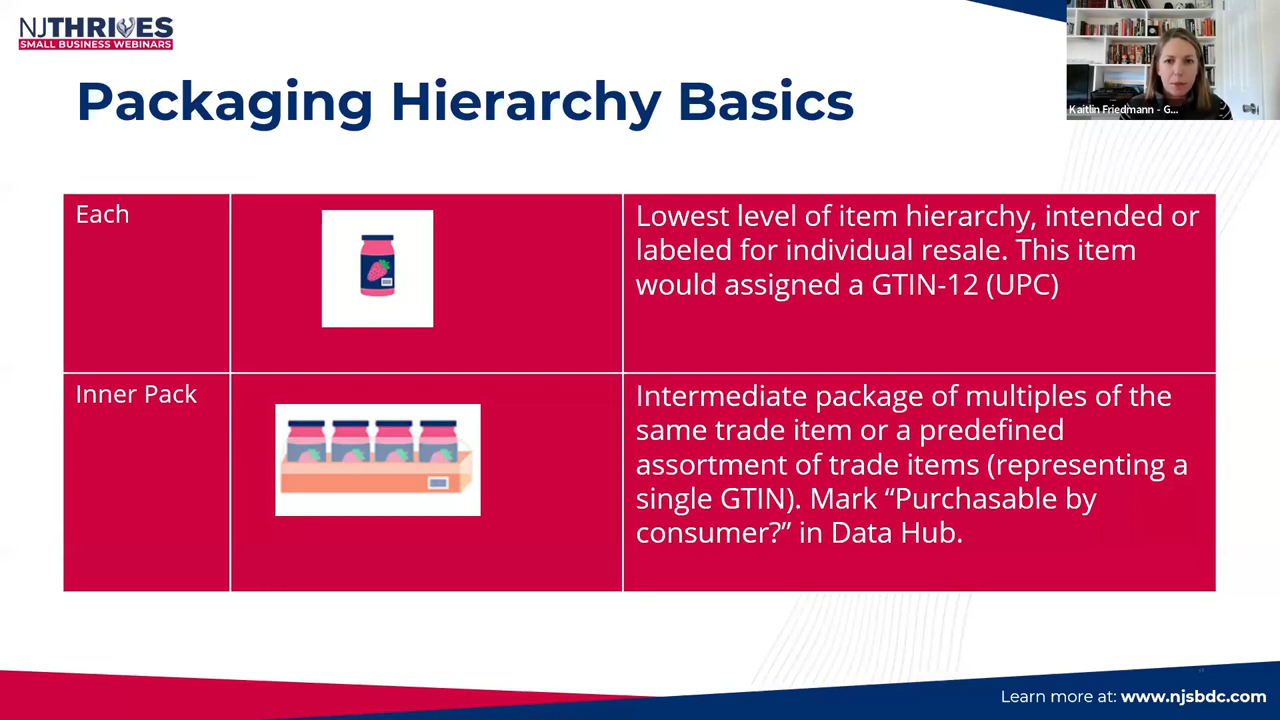 NJTHRIVES
SMALL BUSINESS WEBINARS
Kaitlin Friedmann - G...
Packaging Hierarchy Basics
Each
Lowest level of item hierarchy, intended or
labeled for individual resale. This item
would assigned a GTIN-12 (UPC)
Inner Pack
Intermediate package of multiples of the
same trade item or a predefined
assortment of trade items (representing a
single GTIN). Mark “Purchasable by
consumer?” in Data Hub.
Learn more at: www.njsbdc.com